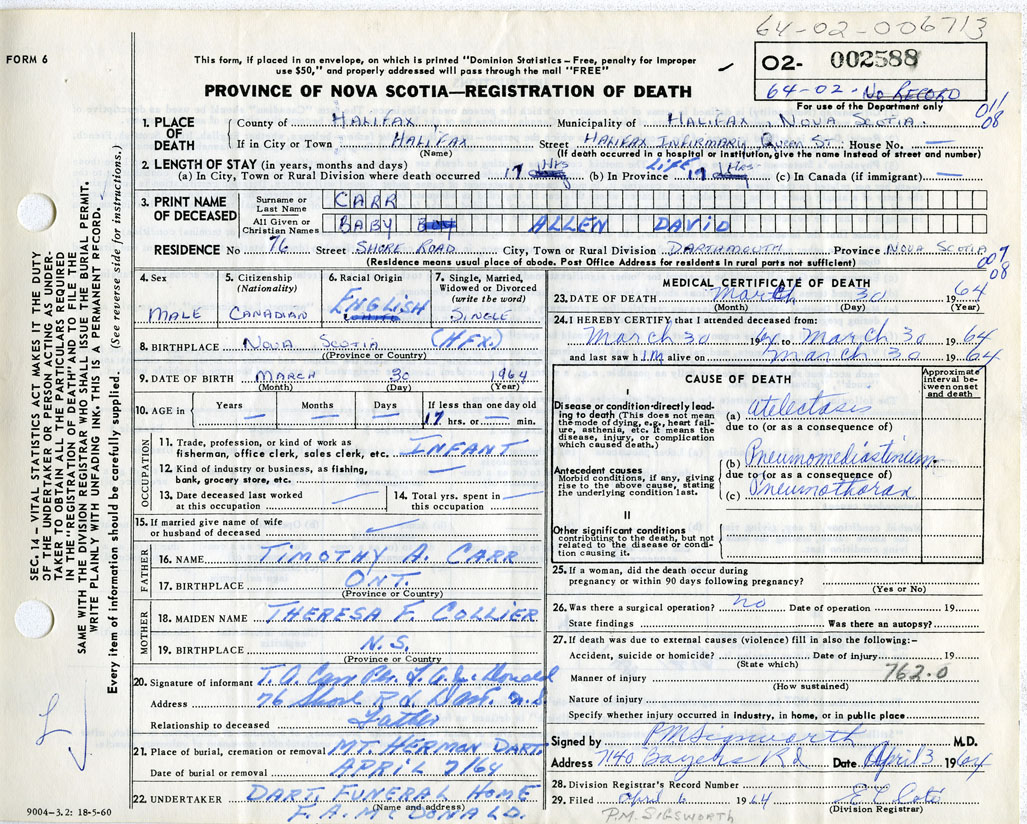 64-02-006713
FORM 6
This form, if placed in an envelope, on which is printed "Dominion Statistics—Free, penalty for improper
use $50," and properly addressed will pass through the mail "FREE"
02- 002588
64-02- NO RECORD
PROVINCE OF NOVA SCOTIA—REGISTRATION OF DEATH
For use of the Department only
011/08
1. PLACE OF DEATH
County of HALIFAX Municipality of HALIFAX, NOVA SCOTIA.
If in City or Town HALIFAX Street HALIFAX INFIRMARY QUEEN ST. House No. —
(Name) (If death occurred in a hospital or institution, give the name instead of street and number)
2. LENGTH OF STAY (in years, months and days)
(a) In City, Town or Rural Division where death occurred 17 Hrs (b) In Province Life 17 Hrs (c) In Canada (if immigrant) —
3. PRINT NAME OF DECEASED
Surname or Last Name CARR
All Given or Christian Names BABY BOY ALLEN DAVID
RESIDENCE No 76 Street SHORE ROAD City, Town or Rural Division DARTMOUTH Province NOVA SCOTIA
(Residence means usual place of abode. Post Office Address for residents in rural parts not sufficient)
007/08
4. Sex MALE
5. Citizenship (Nationality) CANADIAN
6. Racial Origin ENGLISH
7. Single, Married, Widowed or Divorced (write the word) SINGLE
8. BIRTHPLACE NOVA SCOTIA (HFX.)
(Province or Country)
9. DATE OF BIRTH MARCH 30 1964
(Month) (Day) (Year)
10. AGE in Years — Months — Days — If less than one day old
17 hrs. or — min.
OCCUPATION
11. Trade, profession, or kind of work as
fisherman, office clerk, sales clerk, etc. INFANT
12. Kind of industry or business, as fishing,
bank, grocery store, etc. —
13. Date deceased last worked
at this occupation —
14. Total yrs. spent in
this occupation —
15. If married give name of wife
or husband of deceased —
FATHER
16. NAME TIMOTHY A. CARR
17. BIRTHPLACE ONT.
(Province or Country)
MOTHER
18. MAIDEN NAME THERESA F. COLLIER
19. BIRTHPLACE N.S.
(Province or Country)
20. Signature of informant T. A. Carr Per. F. A. McDonald
Address 76 Shore Rd. Dart. N.S.
Relationship to deceased Father
21. Place of burial, cremation or removal MT. HERMAN DART.
Date of burial or removal APRIL 7/64
22. UNDERTAKER DART. FUNERAL HOME
(Name and address)
F. A. MCDONALD.
9004-3.2: 18-5-60
MEDICAL CERTIFICATE OF DEATH
23. DATE OF DEATH March 30 1964
(Month) (Day) (Year)
24. I HEREBY CERTIFY that I attended deceased from:
March 30 1964 to March 30 1964
and last saw him alive on March 30 1964
CAUSE OF DEATH
Approximate interval between onset and death
I
Disease or condition directly leading to death (This does not mean the mode of dying, e.g., heart failure, asthenia, etc. It means the disease, injury, or complication which caused death.)
(a) Atelectasis
due to (or as a consequence of)
Antecedent causes
Morbid conditions, if any, giving rise to the above cause, stating the underlying condition last.
(b) Pneumomediastinum
due to (or as a consequence of)
(c) Pneumothorax
II
Other significant conditions
contributing to the death, but not related to the disease or condition causing it.
25. If a woman, did the death occur during
pregnancy or within 90 days following pregnancy?
(Yes or No)
26. Was there a surgical operation? no Date of operation 19
State findings Was there an autopsy?
27. If death was due to external causes (violence) fill in also the following:—
Accident, suicide or homicide? Date of injury 19
(State which)
762.0
Manner of injury
(How sustained)
Nature of injury
Specify whether injury occurred in industry, in home, or in public place
Signed by P M Sigsworth M.D.
Address 7140 Bayers Rd Date April 3 1964
28. Division Registrar's Record Number
29. Filed April 6 1964
(Division Registrar)
P.M. SIGSWORTH
SEC. 14 – VITAL STATISTICS ACT MAKES IT THE DUTY
OF THE UNDERTAKER OR PERSON ACTING AS UNDER-
TAKER TO OBTAIN ALL THE PARTICULARS REQUIRED
IN THE "REGISTRATION OF DEATH" AND TO FILE THE
SAME WITH THE DIVISION REGISTRAR WHO SHALL ISSUE THE BURIAL PERMIT.
WRITE PLAINLY WITH UNFADING INK. THIS IS A PERMANENT RECORD.
Every item of information should be carefully supplied. (See reverse side for instructions.)